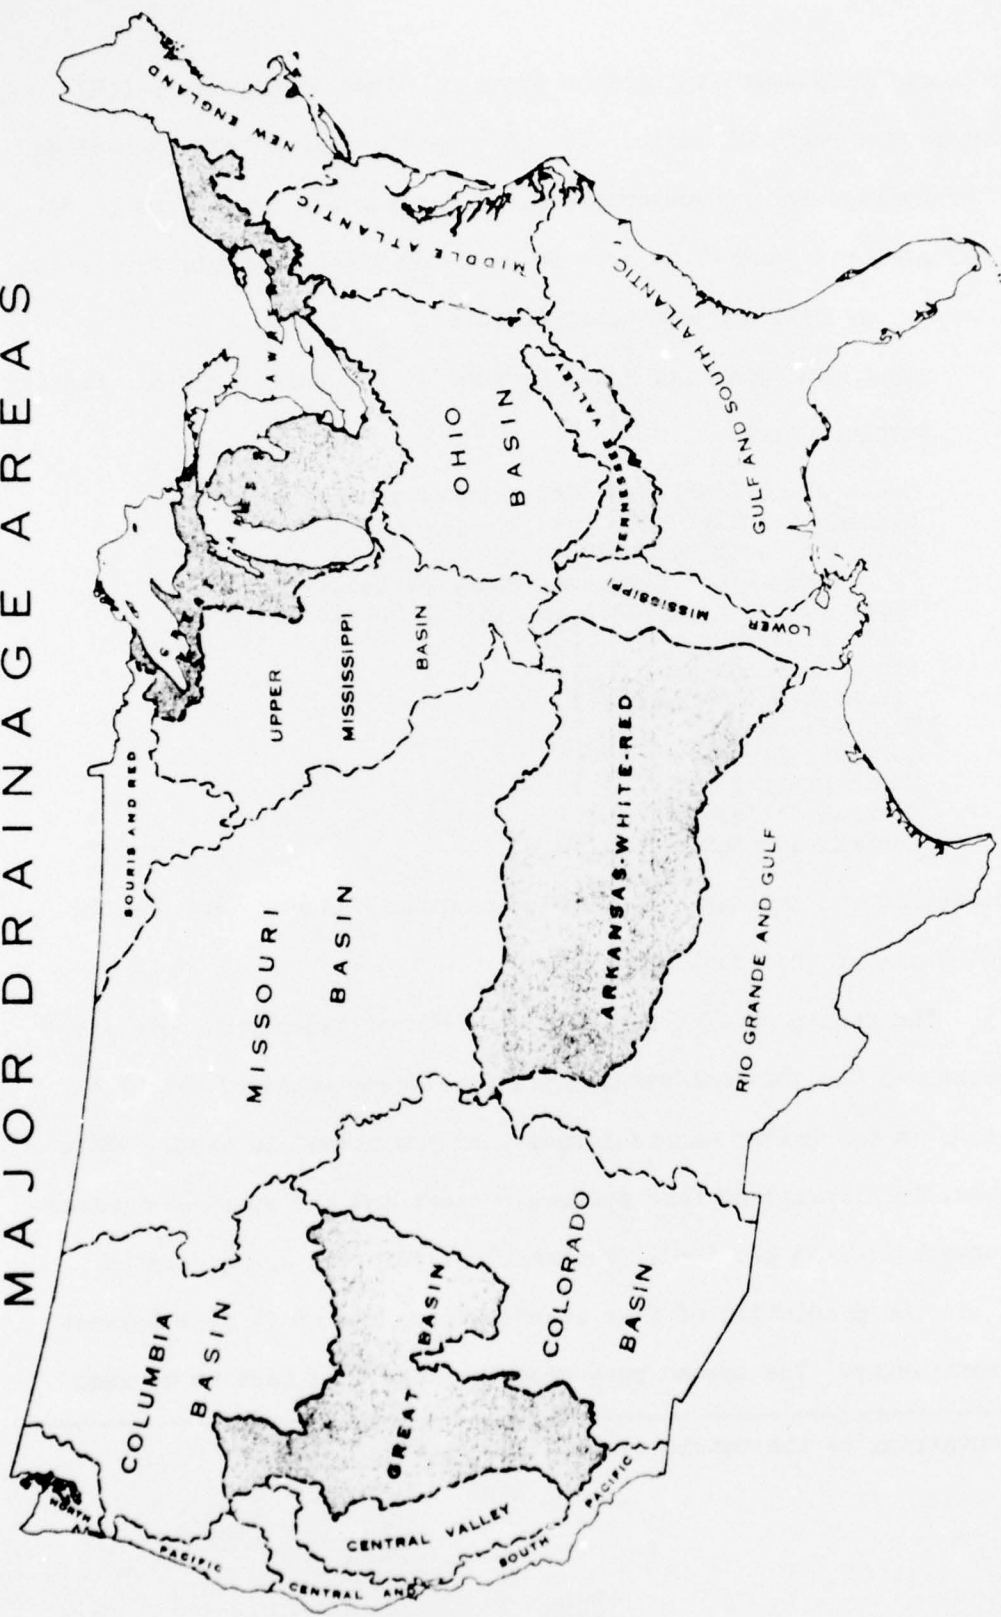 MAJOR DRAINAGE AREAS
NORTH
PACIFIC
CENTRAL AND
SOUTH
PACIFIC
CENTRAL VALLEY
COLUMBIA
BASIN
GREAT
BASIN
COLORADO
BASIN
MISSOURI
BASIN
SOURIS AND RED
ARKANSAS-WHITE-RED
RIO GRANDE AND GULF
UPPER
MISSISSIPPI
BASIN
LOWER
MISSISSIPPI
OHIO
BASIN
TENNESSEE
VALLEY
GULF AND SOUTH ATLANTIC
MIDDLE ATLANTIC
NEW ENGLAND